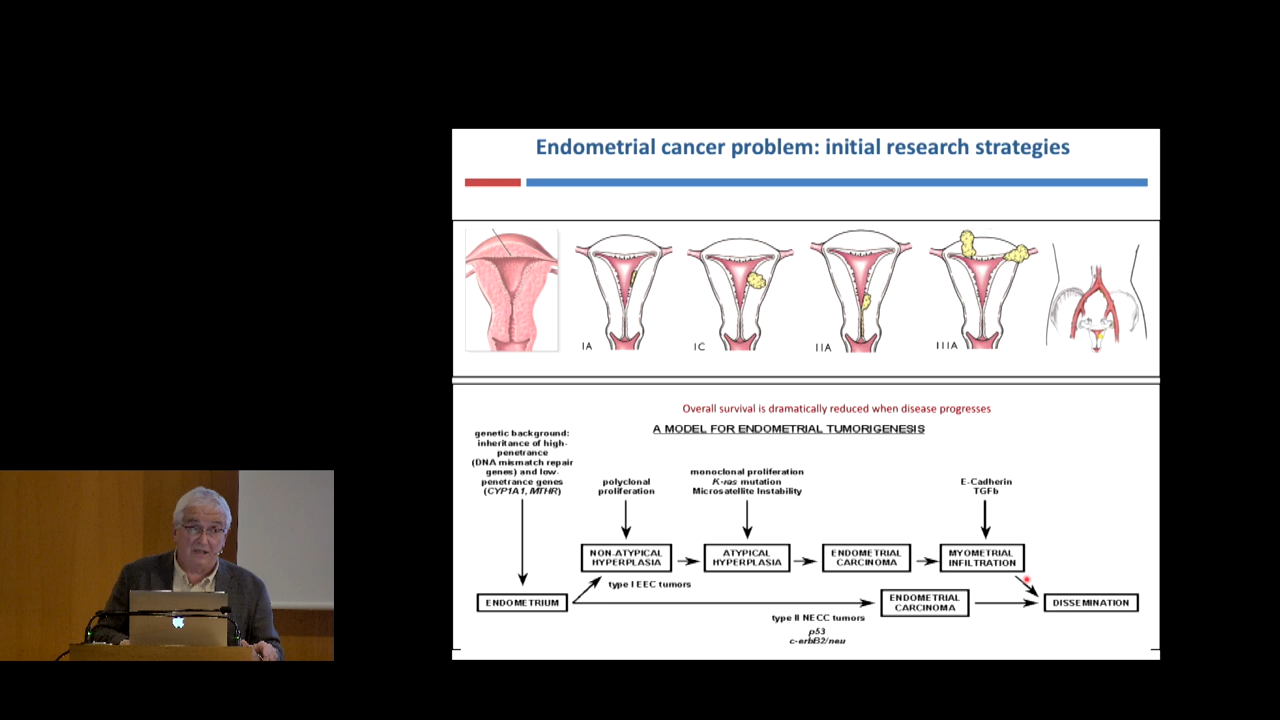 Endometrial cancer problem: initial research strategies
IA
IC
IIA
IIIA
Overall survival is dramatically reduced when disease progresses
A MODEL FOR ENDOMETRIAL TUMORIGENESIS
genetic background:
inheritance of high-
penetrance
(DNA mismatch repair
genes) and low-
penetrance genes
(CYP1A1, MTHR)
polyclonal
proliferation
monoclonal proliferation
K-ras mutation
Microsatellite Instability
E-Cadherin
TGFb
NON-ATYPICAL
HYPERPLASIA
ATYPICAL
HYPERPLASIA
ENDOMETRIAL
CARCINOMA
MYOMETRIAL
INFILTRATION
type I EEC tumors
ENDOMETRIUM
ENDOMETRIAL
CARCINOMA
DISSEMINATION
type II NECC tumors
p53
c-erbB2/neu